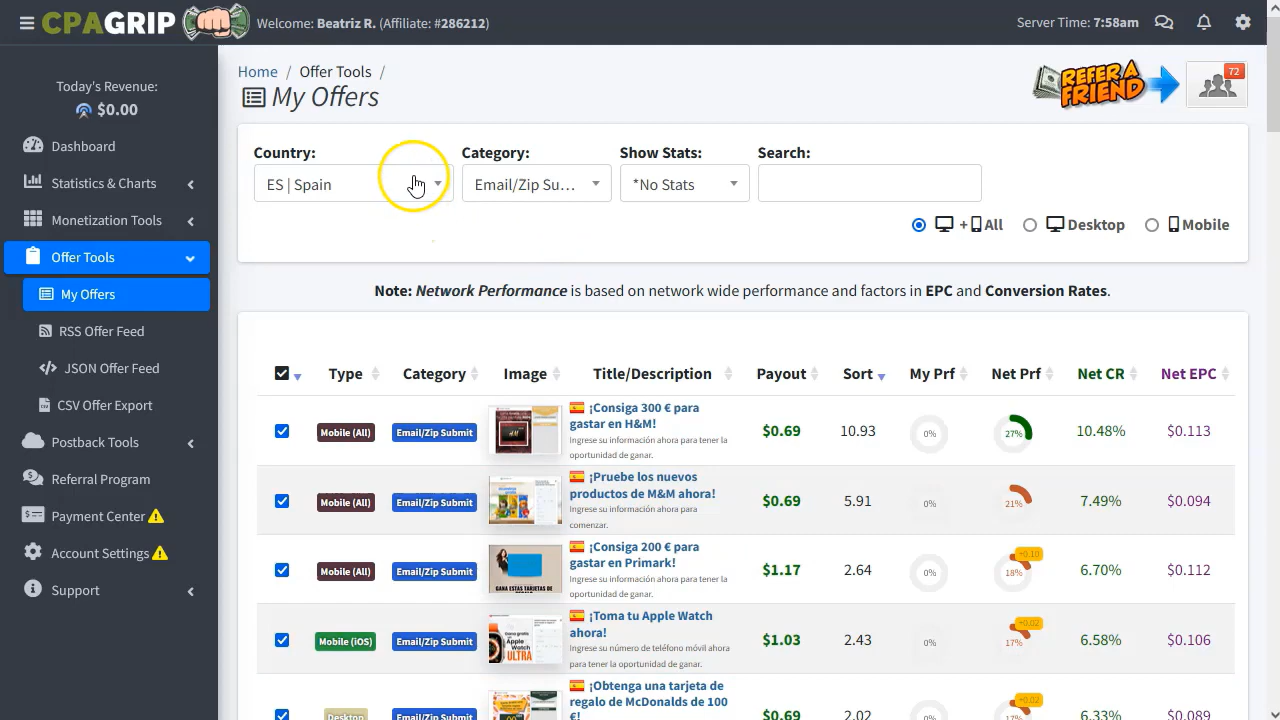 CPAGRIP
Welcome: Beatriz R. (Affiliate: #286212)
Server Time: 7:58am
Today's Revenue:
$0.00
Dashboard
Statistics & Charts
Monetization Tools
Offer Tools
My Offers
RSS Offer Feed
JSON Offer Feed
CSV Offer Export
Postback Tools
Referral Program
Payment Center
Account Settings
Support
Home / Offer Tools /
My Offers
REFER A
FRIEND
72
Country:
Category:
Show Stats:
Search:
ES | Spain
Email/Zip Su...
*No Stats
+ All
Desktop
Mobile
Note: Network Performance is based on network wide performance and factors in EPC and Conversion Rates.
Type Category Image Title/Description Payout Sort My Prf Net Prf Net CR Net EPC
Mobile (All) Email/Zip Submit
¡Consiga 300 € para
gastar en H&M!
Ingrese su información ahora para tener la
oportunidad de ganar.
$0.69 10.93 0% 27% 10.48% $0.113
Mobile (All) Email/Zip Submit
¡Pruebe los nuevos
productos de M&M ahora!
Ingrese su información ahora para
comenzar.
$0.69 5.91 0% 21% 7.49% $0.094
Mobile (All) Email/Zip Submit
GANA ESTAS TARJETAS DE
¡Consiga 200 € para
gastar en Primark!
Ingrese su información ahora para tener la
oportunidad de ganar.
$1.17 2.64 0% 18% +0.10 6.70% $0.112
Mobile (iOS) Email/Zip Submit
ULTRA
¡Toma tu Apple Watch
ahora!
Ingrese su número de teléfono móvil ahora
para tener la oportunidad de ganar.
$1.03 2.43 0% 17% +0.02 6.58% $0.106
Desktop Email/Zip Submit
¡Obtenga una tarjeta de
regalo de McDonalds de 100
€!
$0.69 2.02 0% 17% +0.02 6.33%